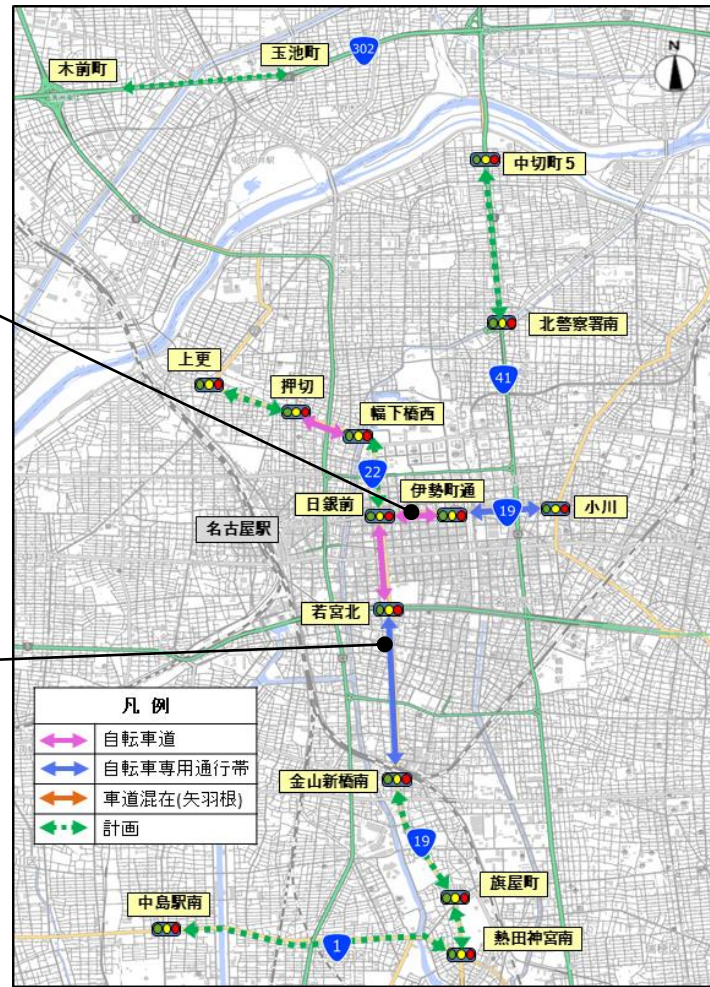 玉池町
302
木前町
N
中切町5
北警察署南
上更
押切
41
幅下橋西
22
伊勢町通
日銀前
19
小川
名古屋駅
若宮北
凡 例
自転車道
自転車専用通行帯
車道混在(矢羽根)
計画
金山新橋南
19
旗屋町
中島駅南
熱田神宮南
1